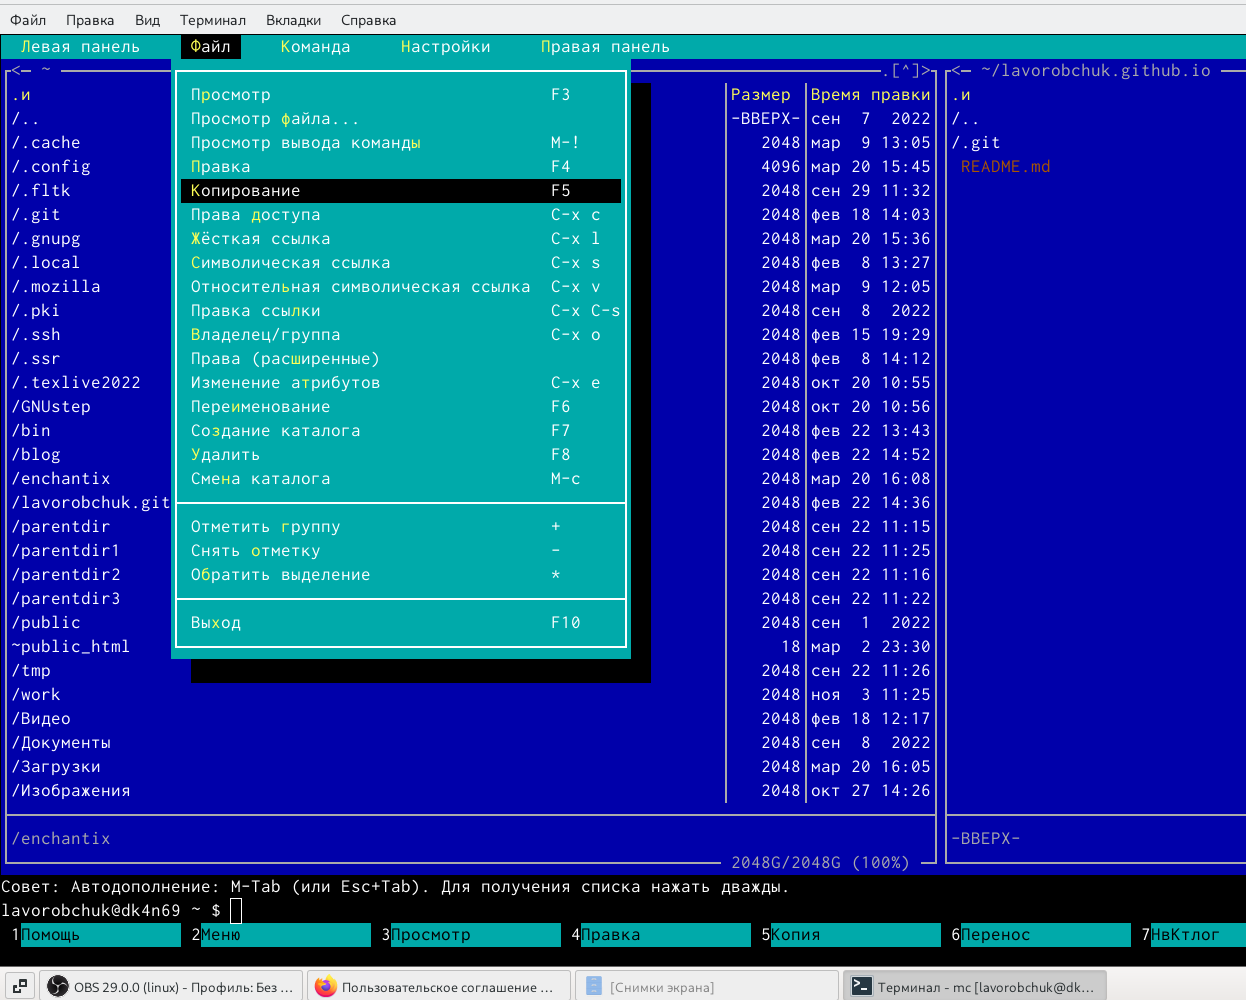 Файл Правка Вид Терминал Вкладки Справка
Левая панель Файл Команда Настройки Правая панель
<− ~ .[^]> <− ~/lavorobchuk.github.io
.и Размер Время правки .и
/.. −ВВЕРХ− сен 7 2022 /..
/.cache 2048 мар 9 13:05 /.git
/.config 4096 мар 20 15:45 README.md
/.fltk 2048 сен 29 11:32
/.git 2048 фев 18 14:03
/.gnupg 2048 мар 20 15:36
/.local 2048 фев 8 13:27
/.mozilla 2048 мар 9 12:05
/.pki 2048 сен 8 2022
/.ssh 2048 фев 15 19:29
/.ssr 2048 фев 8 14:12
/.texlive2022 2048 окт 20 10:55
/GNUstep 2048 окт 20 10:56
/bin 2048 фев 22 13:43
/blog 2048 фев 22 14:52
/enchantix 2048 мар 20 16:08
/lavorobchuk.git 2048 фев 22 14:36
/parentdir 2048 сен 22 11:15
/parentdir1 2048 сен 22 11:25
/parentdir2 2048 сен 22 11:16
/parentdir3 2048 сен 22 11:22
/public 2048 сен 1 2022
~public_html 18 мар 2 23:30
/tmp 2048 сен 22 11:26
/work 2048 ноя 3 11:25
/Видео 2048 фев 18 12:17
/Документы 2048 сен 8 2022
/Загрузки 2048 мар 20 16:05
/Изображения 2048 окт 27 14:26
Просмотр F3
Просмотр файла...
Просмотр вывода команды M-!
Правка F4
Копирование F5
Права доступа C-x c
Жёсткая ссылка C-x l
Символическая ссылка C-x s
Относительная символическая ссылка C-x v
Правка ссылки C-x C-s
Владелец/группа C-x o
Права (расширенные)
Изменение атрибутов C-x e
Переименование F6
Создание каталога F7
Удалить F8
Смена каталога M-c
Отметить группу +
Снять отметку -
Обратить выделение *
Выход F10
/enchantix −ВВЕРХ−
2048G/2048G (100%)
Совет: Автодополнение: M-Tab (или Esc+Tab). Для получения списка нажать дважды.
lavorobchuk@dk4n69 ~ $
1Помощь 2Меню 3Просмотр 4Правка 5Копия 6Перенос 7НвКтлог
OBS 29.0.0 (linux) - Профиль: Без ... Пользовательское соглашение ... [Снимки экрана] Терминал - mc [lavorobchuk@dk...